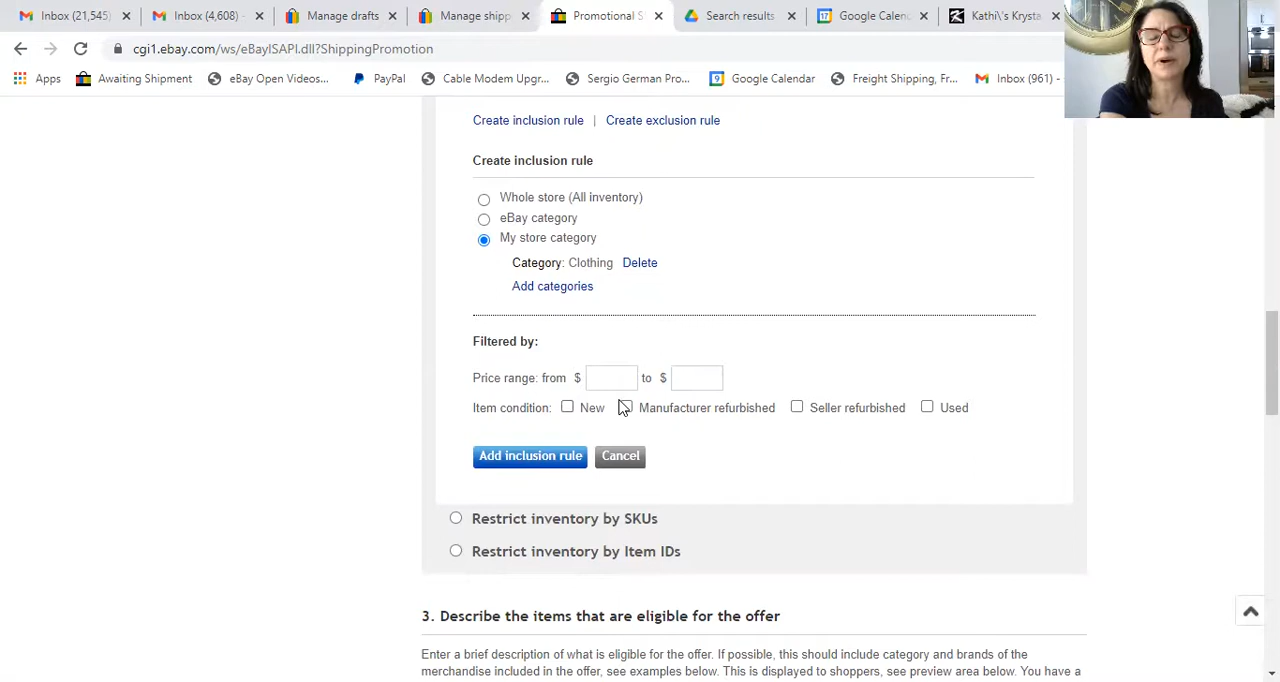 Inbox (21,545)
Inbox (4,608)
Manage drafts
Manage shipp
Promotional S
Search results
17
Google Calen
Kathi\'s Krysta
cgi1.ebay.com/ws/eBayISAPI.dll?ShippingPromotion
Apps
Awaiting Shipment
eBay Open Videos...
PayPal
Cable Modem Upgr...
Sergio German Pro...
9
Google Calendar
Freight Shipping, Fr...
Inbox (961) -
Create inclusion rule | Create exclusion rule
Create inclusion rule
Whole store (All inventory)
eBay category
My store category
Category: Clothing Delete
Add categories
Filtered by:
Price range: from $ to $
Item condition: New Manufacturer refurbished Seller refurbished Used
Add inclusion rule Cancel
Restrict inventory by SKUs
Restrict inventory by Item IDs
3. Describe the items that are eligible for the offer
Enter a brief description of what is eligible for the offer. If possible, this should include category and brands of the
merchandise included in the offer, see examples below. This is displayed to shoppers, see preview area below. You have a